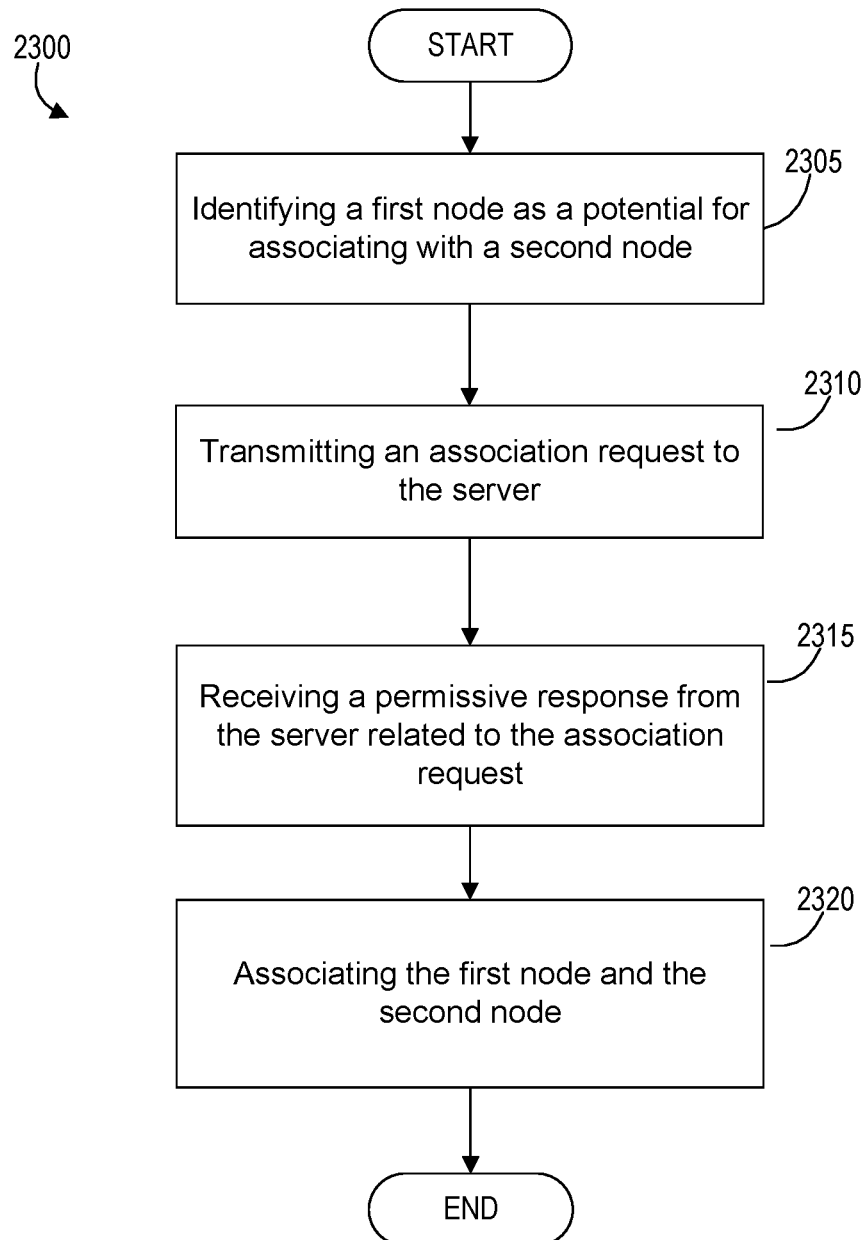 2300
START
2305
Identifying a first node as a potential for
associating with a second node
2310
Transmitting an association request to
the server
2315
Receiving a permissive response from
the server related to the association
request
2320
Associating the first node and the
second node
END